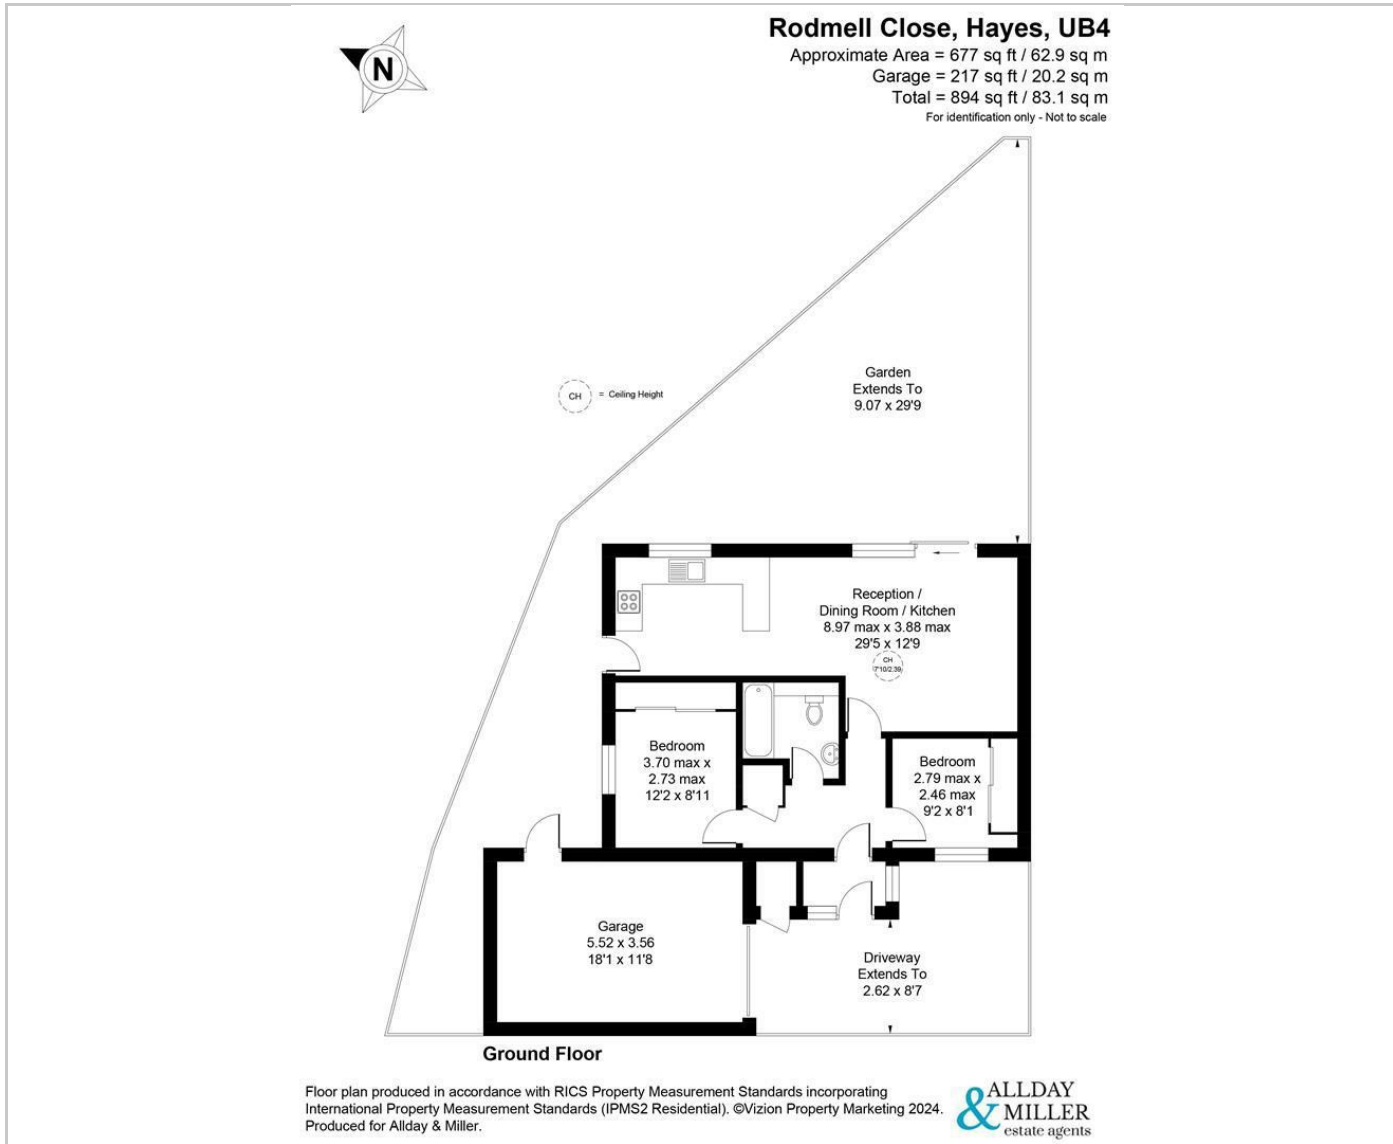 Rodmell Close, Hayes, UB4
Approximate Area = 677 sq ft / 62.9 sq m
Garage = 217 sq ft / 20.2 sq m
Total = 894 sq ft / 83.1 sq m
For identification only - Not to scale
N
Garden
Extends To
9.07 x 29'9
CH = Ceiling Height
Reception /
Dining Room / Kitchen
8.97 max x 3.88 max
29'5 x 12'9
CH
7'10/2.39
Bedroom
3.70 max x
2.73 max
12'2 x 8'11
Bedroom
2.79 max x
2.46 max
9'2 x 8'1
Garage
5.52 x 3.56
18'1 x 11'8
Driveway
Extends To
2.62 x 8'7
Ground Floor
Floor plan produced in accordance with RICS Property Measurement Standards incorporating
International Property Measurement Standards (IPMS2 Residential). ©Vizion Property Marketing 2024.
Produced for Allday & Miller.
ALLDAY
& MILLER
estate agents